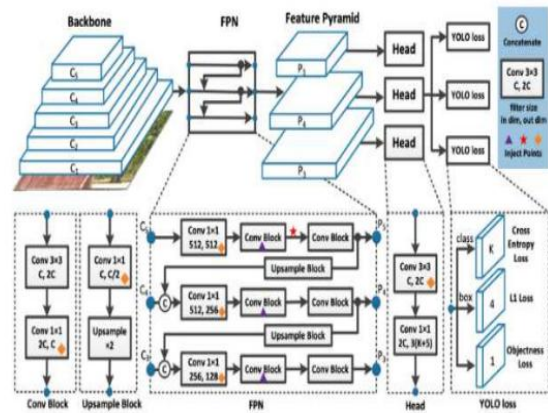 Backbone
FPN
Feature Pyramid
C5
C4
C3
C2
C1
P5
P4
P3
Head
Head
Head
YOLO loss
YOLO loss
YOLO loss
C
Concatenate
Conv 3×3
C, 2C
filter size
in dim, out dim
Inject Points
Conv 3×3
C, 2C
Conv 1×1
2C, C
Conv Block
Conv 1×1
C, C/2
Upsample
×2
Upsample Block
C5
Conv 1×1
512, 512
Conv Block
Conv Block
P5
Upsample Block
C4
C
Conv 1×1
512, 256
Conv Block
Conv Block
P4
Upsample Block
C3
C
Conv 1×1
256, 128
Conv Block
Conv Block
P3
FPN
Conv 3×3
C, 2C
Conv 1×1
2C, 3(K+5)
Head
class
K
Cross
Entropy
Loss
box
4
L1 Loss
1
Objectness
Loss
YOLO loss